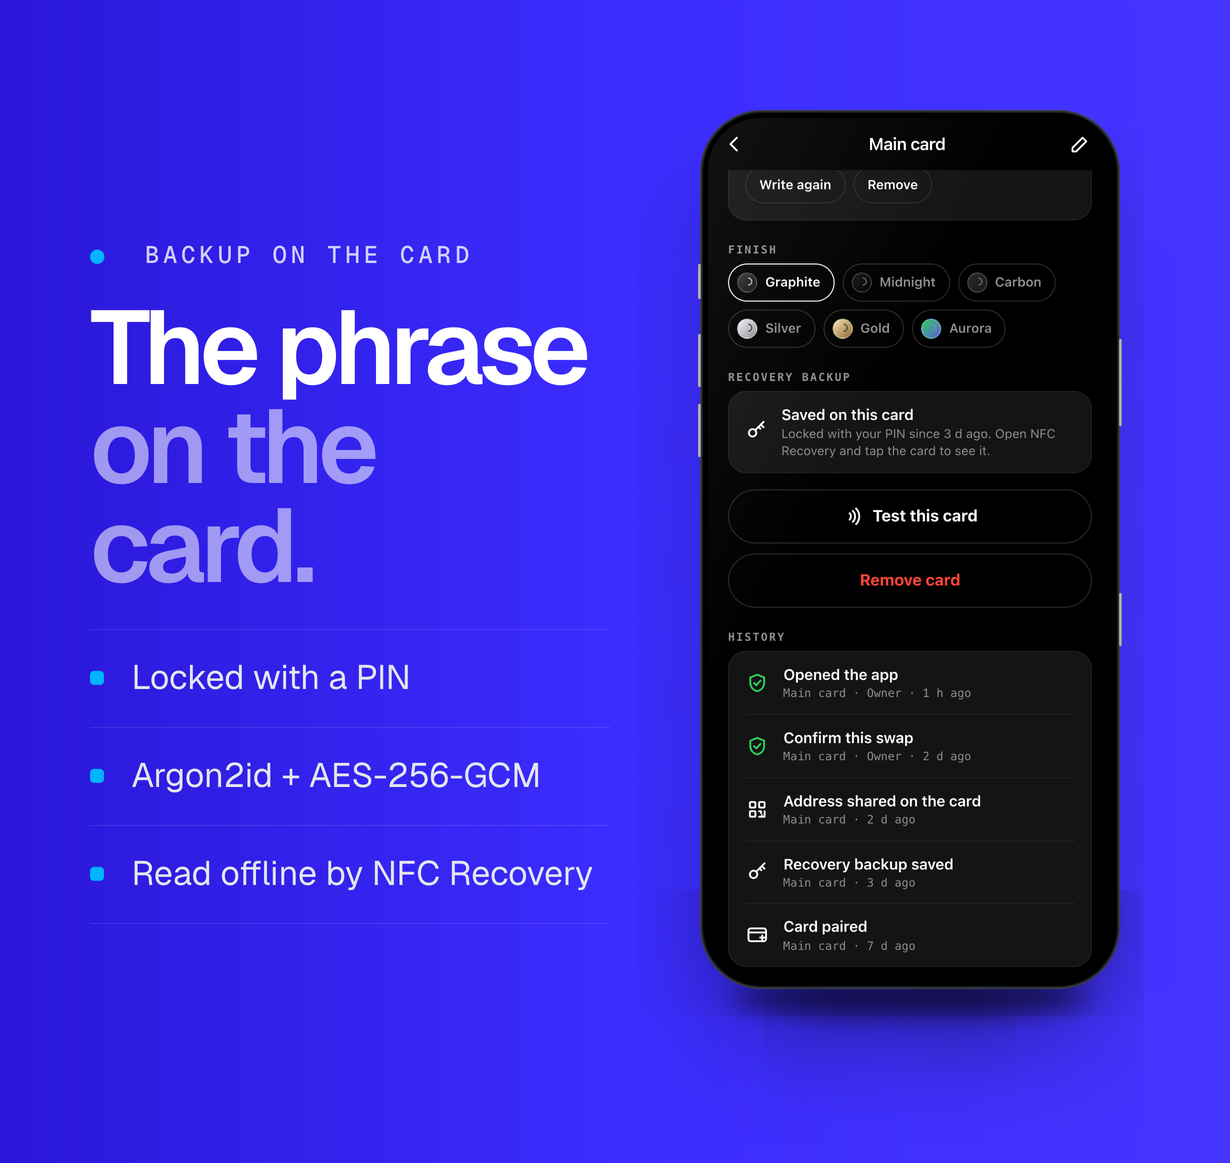 BACKUP ON THE CARD
The phrase
on the
card.
Locked with a PIN
Argon2id + AES-256-GCM
Read offline by NFC Recovery
Main card
Write again
Remove
FINISH
Graphite
Midnight
Carbon
Silver
Gold
Aurora
RECOVERY BACKUP
Saved on this card
Locked with your PIN since 3 d ago. Open NFC
Recovery and tap the card to see it.
Test this card
Remove card
HISTORY
Opened the app
Main card · Owner · 1 h ago
Confirm this swap
Main card · Owner · 2 d ago
Address shared on the card
Main card · 2 d ago
Recovery backup saved
Main card · 3 d ago
Card paired
Main card · 7 d ago